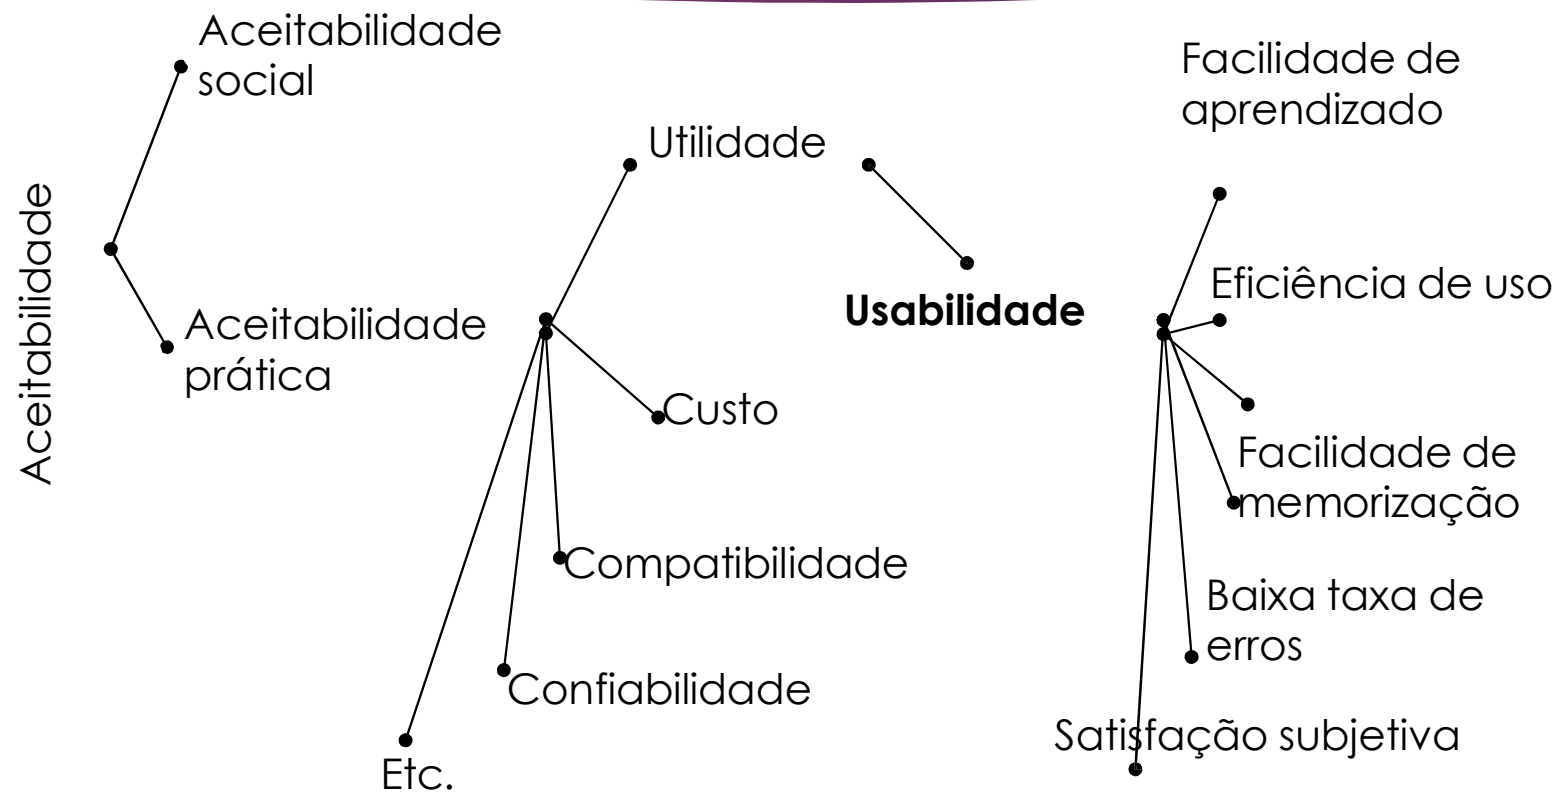 Aceitabilidade
Aceitabilidade
social
Aceitabilidade
prática
Utilidade
Custo
Compatibilidade
Confiabilidade
Etc.
Usabilidade
Facilidade de
aprendizado
Eficiência de uso
Facilidade de
memorização
Baixa taxa de
erros
Satisfação subjetiva